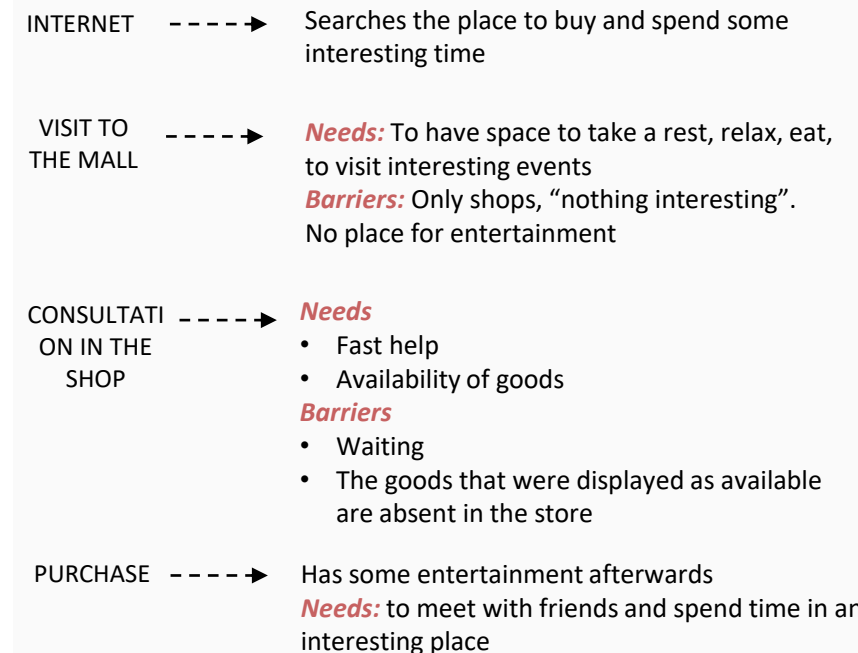 INTERNET
Searches the place to buy and spend some
interesting time
VISIT TO
THE MALL
Needs: To have space to take a rest, relax, eat,
to visit interesting events
Barriers: Only shops, “nothing interesting”.
No place for entertainment
CONSULTATI
ON IN THE
SHOP
Needs
• Fast help
• Availability of goods
Barriers
• Waiting
• The goods that were displayed as available
are absent in the store
PURCHASE
Has some entertainment afterwards
Needs: to meet with friends and spend time in an
interesting place